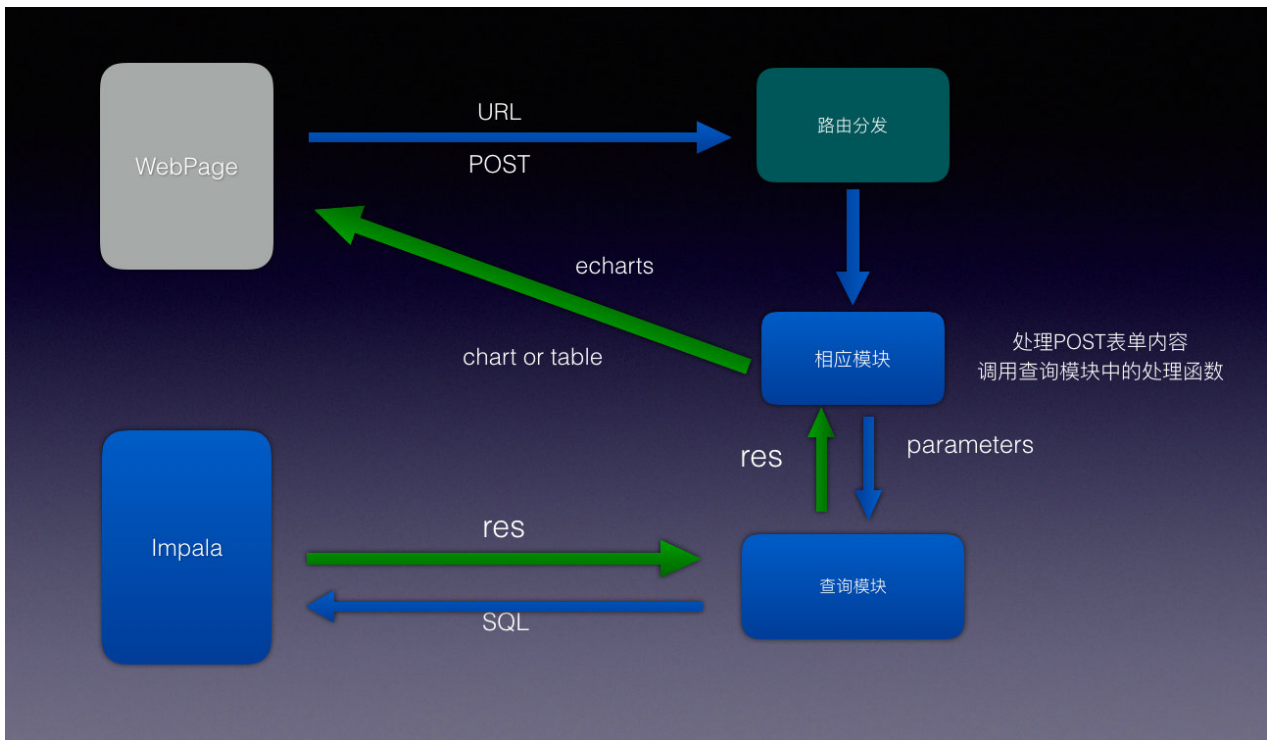 URL
路由分发
WebPage
POST
echarts
处理POST表单内容
chart or table
相应模块
调用查询模块中的处理函数
res
parameters
res
Impala
查询模块
SQL